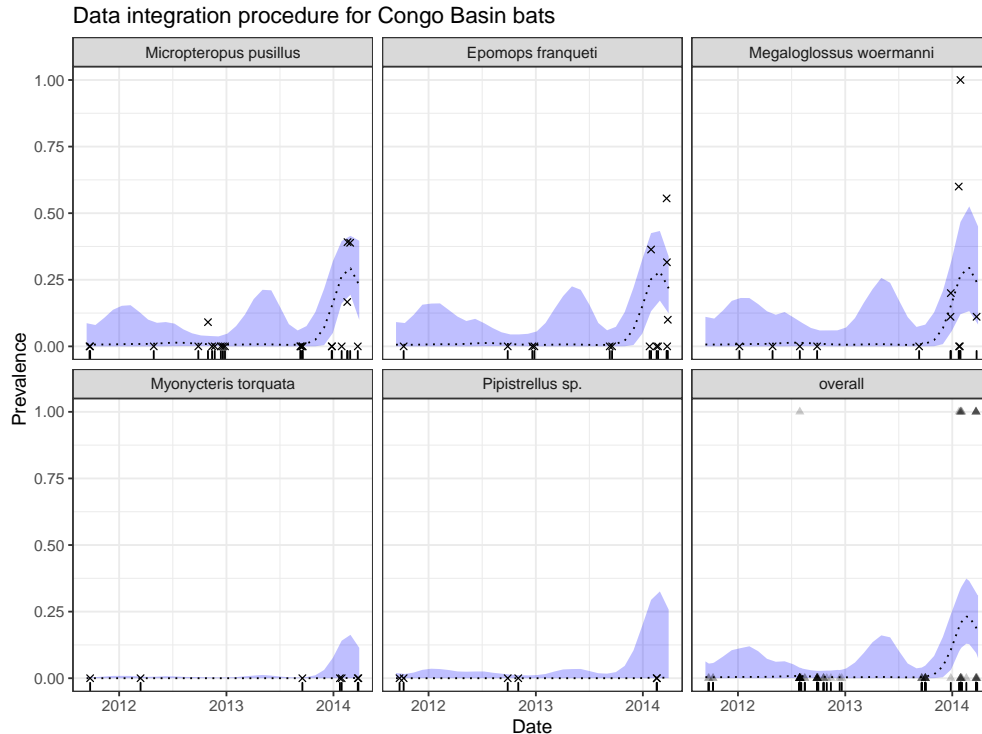 Data integration procedure for Congo Basin bats
Micropteropus pusillus
Epomops franqueti
Megaloglossus woermanni
1.00
0.75
0.50
0.25
0.00
Myonycteris torquata
Pipistrellus sp.
overall
1.00
0.75
0.50
0.25
0.00
2012 2013 2014
2012 2013 2014
2012 2013 2014
Prevalence
Date